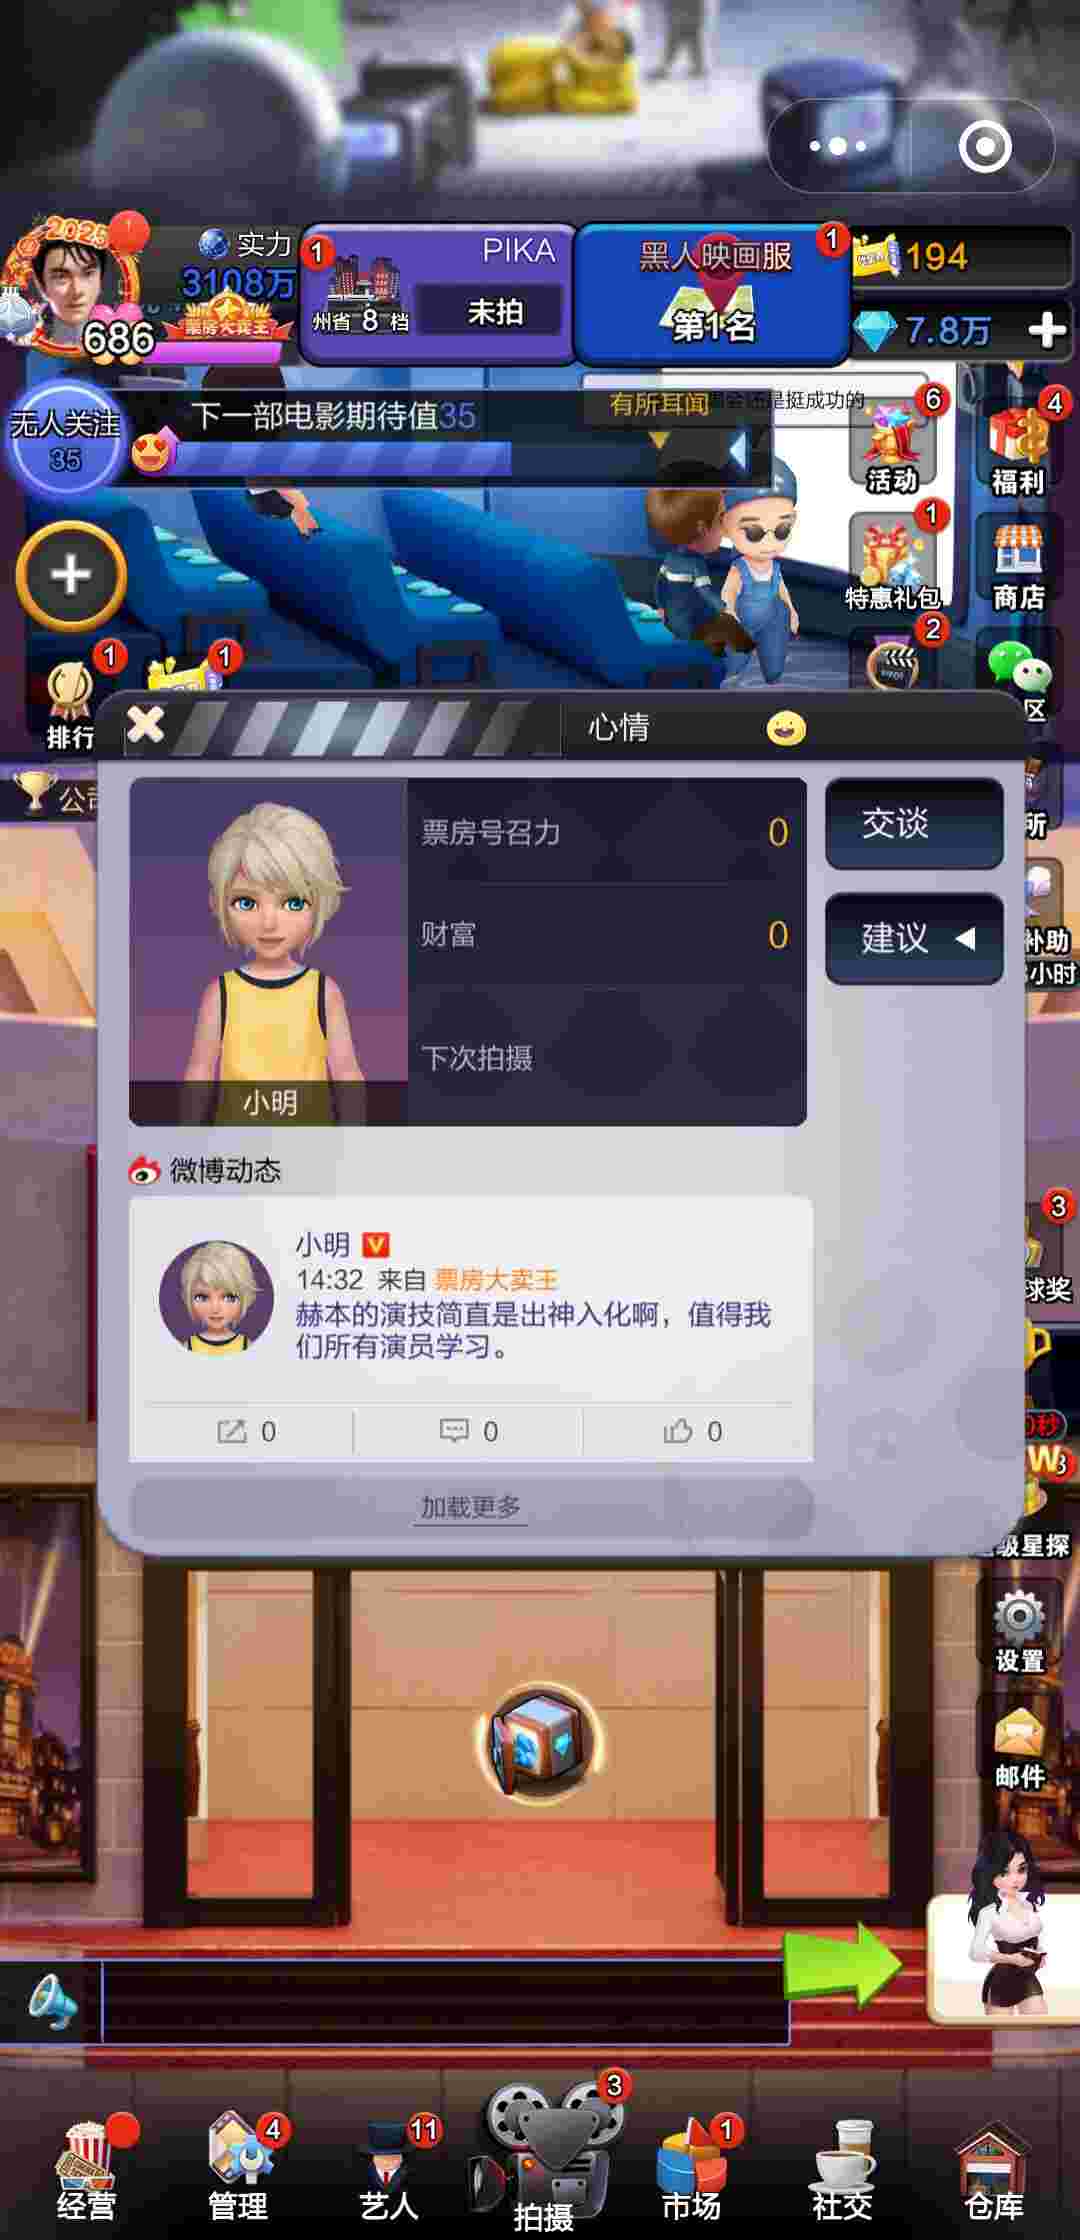 2025
1
686
实力
3108万
票房大卖王
1
PIKA
州省 8 档
未拍
1
黑人映画服
第1名
194
7.8万
无人关注
35
下一部电影期待值35
有所耳闻
会还是挺成功的
6
活动
4
福利
1
特惠礼包
商店
2
1
排行
1
区
公司
心情
票房号召力
0
财富
0
下次拍摄
小明
交谈
建议
所
补助
小时
微博动态
小明
14:32 来自 票房大卖王
赫本的演技简直是出神入化啊，值得我
们所有演员学习。
0
0
0
加载更多
3
球奖
0秒
W
3
级星探
设置
邮件
经营
4
管理
11
艺人
3
拍摄
1
市场
社交
仓库